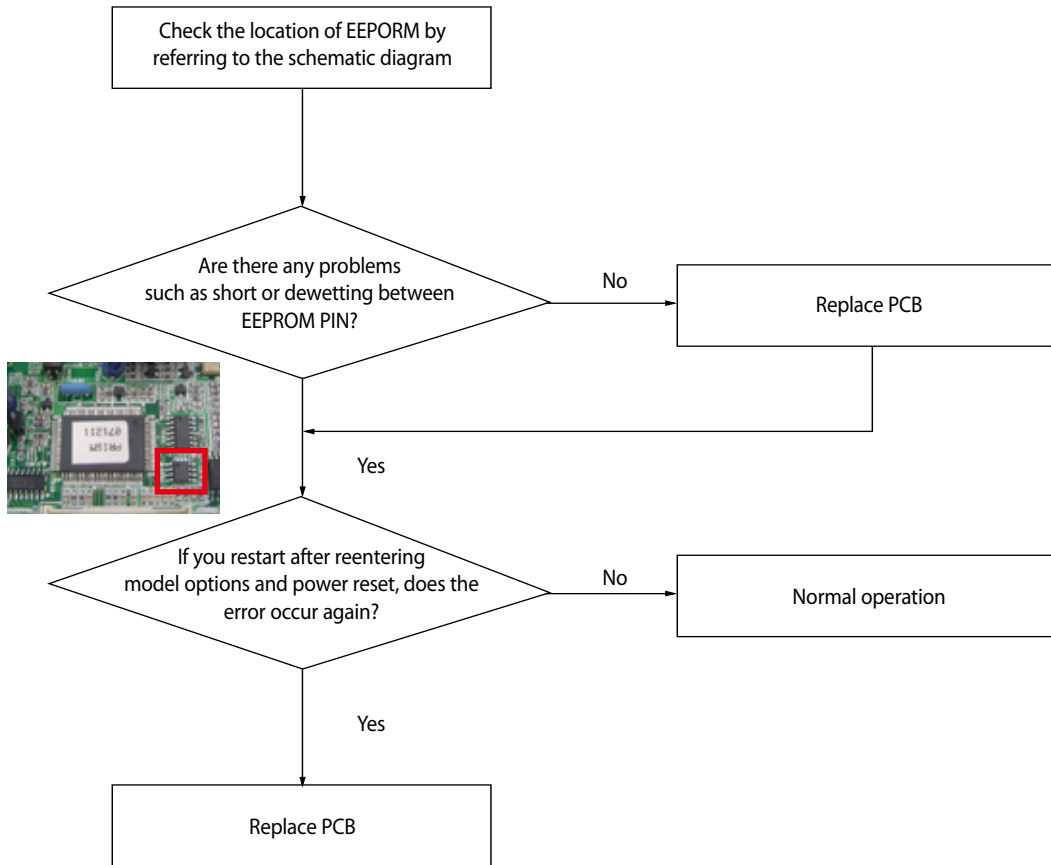 Check the location of EEPORM by
referring to the schematic diagram
Are there any problems
such as short or dewetting between
EEPROM PIN?
No
Replace PCB
PRISM
071211
Yes
If you restart after reentering
model options and power reset, does the
error occur again?
No
Normal operation
Yes
Replace PCB